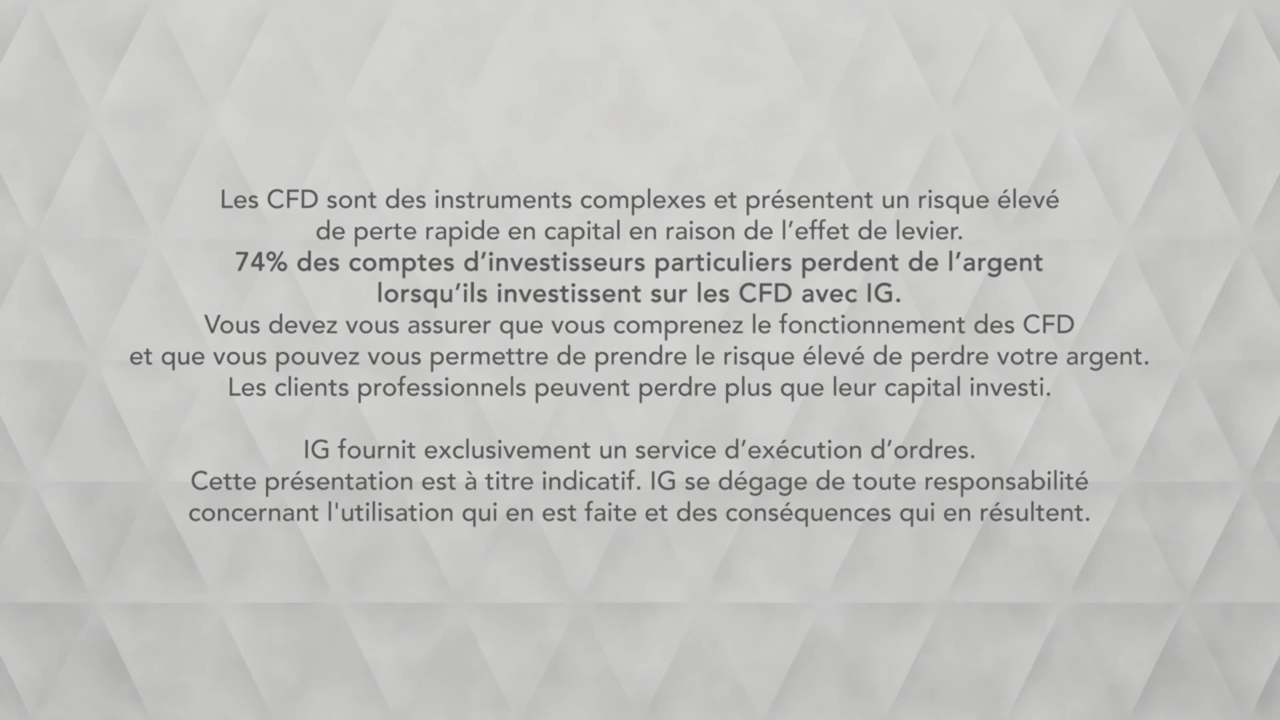 Les CFD sont des instruments complexes et présentent un risque élevé
de perte rapide en capital en raison de l’effet de levier.
74% des comptes d’investisseurs particuliers perdent de l’argent
lorsqu’ils investissent sur les CFD avec IG.
Vous devez vous assurer que vous comprenez le fonctionnement des CFD
et que vous pouvez vous permettre de prendre le risque élevé de perdre votre argent.
Les clients professionnels peuvent perdre plus que leur capital investi.
IG fournit exclusivement un service d’exécution d’ordres.
Cette présentation est à titre indicatif. IG se dégage de toute responsabilité
concernant l'utilisation qui en est faite et des conséquences qui en résultent.